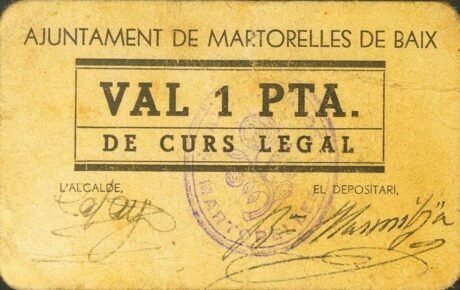 AJUNTAMENT DE MARTORELLES DE BAIX
VAL 1 PTA.
DE CURS LEGAL
L'ALCALDE,
EL DEPOSITARI,